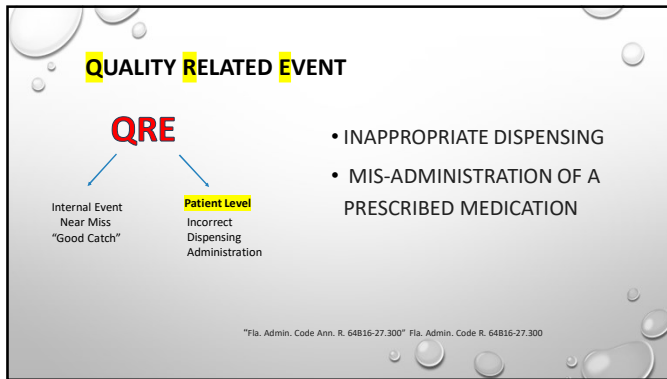 QUALITY RELATED EVENT
QRE
Internal Event
Near Miss
"Good Catch"
Patient Level
Incorrect
Dispensing
Administration
• INAPPROPRIATE DISPENSING
• MIS-ADMINISTRATION OF A
PRESCRIBED MEDICATION
"Fla. Admin. Code Ann. R. 64B16-27.300" Fla. Admin. Code R. 64B16-27.300